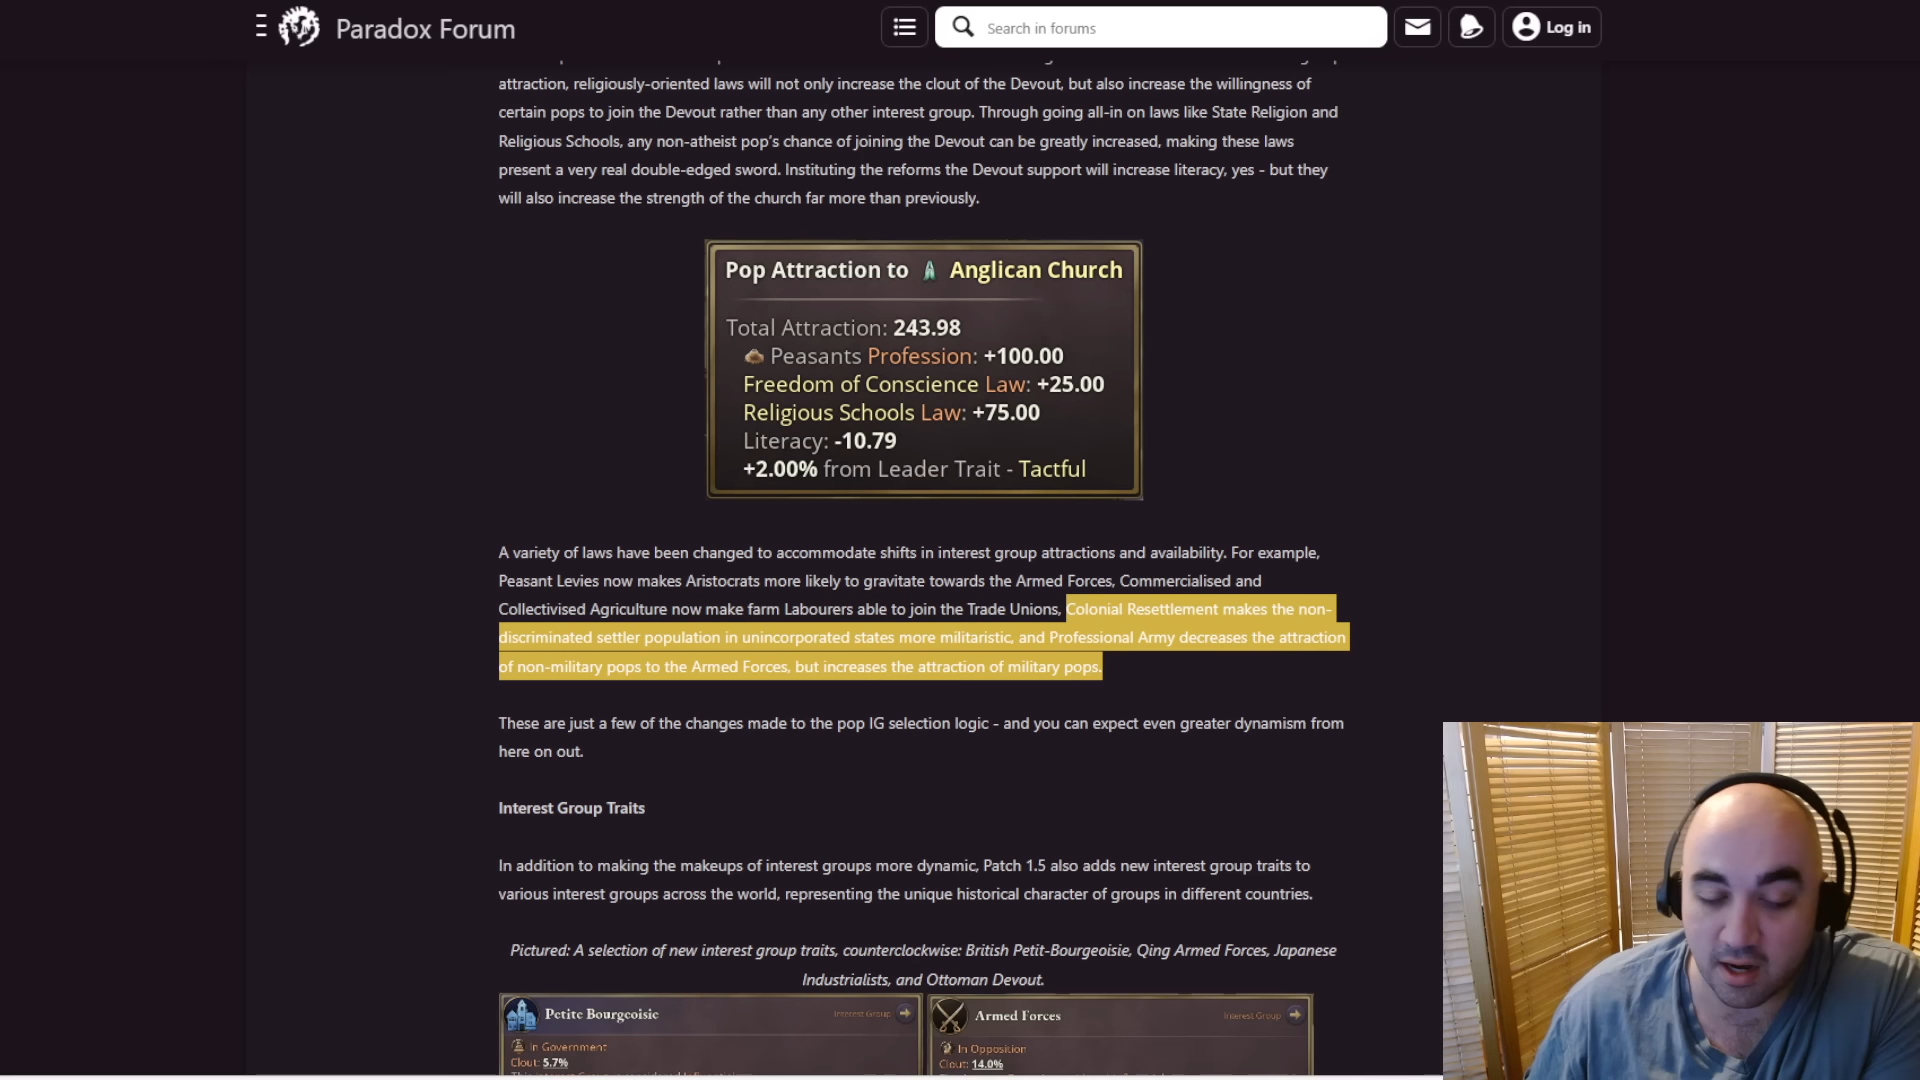 Paradox Forum
Search in forums
Log in
attraction, religiously-oriented laws will not only increase the clout of the Devout, but also increase the willingness of
certain pops to join the Devout rather than any other interest group. Through going all-in on laws like State Religion and
Religious Schools, any non-atheist pop's chance of joining the Devout can be greatly increased, making these laws
present a very real double-edged sword. Instituting the reforms the Devout support will increase literacy, yes - but they
will also increase the strength of the church far more than previously.
Pop Attraction to Anglican Church
Total Attraction: 243.98
Peasants Profession: +100.00
Freedom of Conscience Law: +25.00
Religious Schools Law: +75.00
Literacy: -10.79
+2.00% from Leader Trait - Tactful
A variety of laws have been changed to accommodate shifts in interest group attractions and availability. For example,
Peasant Levies now makes Aristocrats more likely to gravitate towards the Armed Forces, Commercialised and
Collectivised Agriculture now make farm Labourers able to join the Trade Unions, Colonial Resettlement makes the non-
discriminated settler population in unincorporated states more militaristic, and Professional Army decreases the attraction
of non-military pops to the Armed Forces, but increases the attraction of military pops.
These are just a few of the changes made to the pop IG selection logic - and you can expect even greater dynamism from
here on out.
Interest Group Traits
In addition to making the makeups of interest groups more dynamic, Patch 1.5 also adds new interest group traits to
various interest groups across the world, representing the unique historical character of groups in different countries.
Pictured: A selection of new interest group traits, counterclockwise: British Petit-Bourgeoisie, Qing Armed Forces, Japanese
Industrialists, and Ottoman Devout.
Petite Bourgeoisie Interest Group
In Government
Clout: 5.7%
Armed Forces Interest Group
In Opposition
Clout: 14.0%